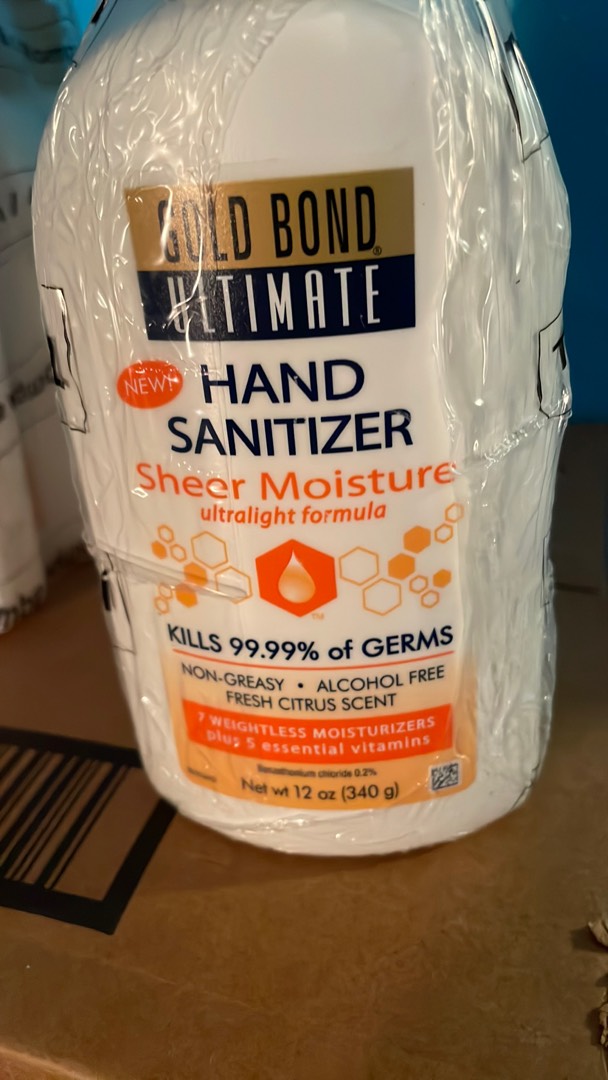 GOLD BOND®
ULTIMATE
NEW!
HAND
SANITIZER
Sheer Moisture
ultralight formula
TM
KILLS 99.99% of GERMS
NON-GREASY • ALCOHOL FREE
FRESH CITRUS SCENT
7 WEIGHTLESS MOISTURIZERS
plus 5 essential vitamins
Benzethonium chloride 0.2%
Net wt 12 oz (340 g)